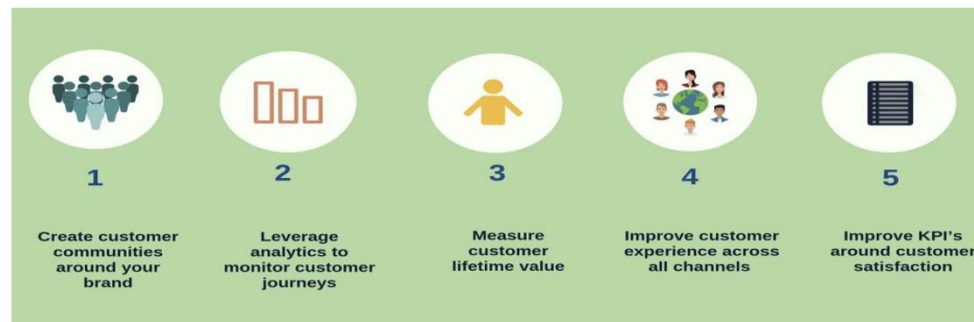 1
Create customer
communities
around your
brand
2
Leverage
analytics to
monitor customer
journeys
3
Measure
customer
lifetime value
4
Improve customer
experience across
all channels
5
Improve KPI's
around customer
satisfaction